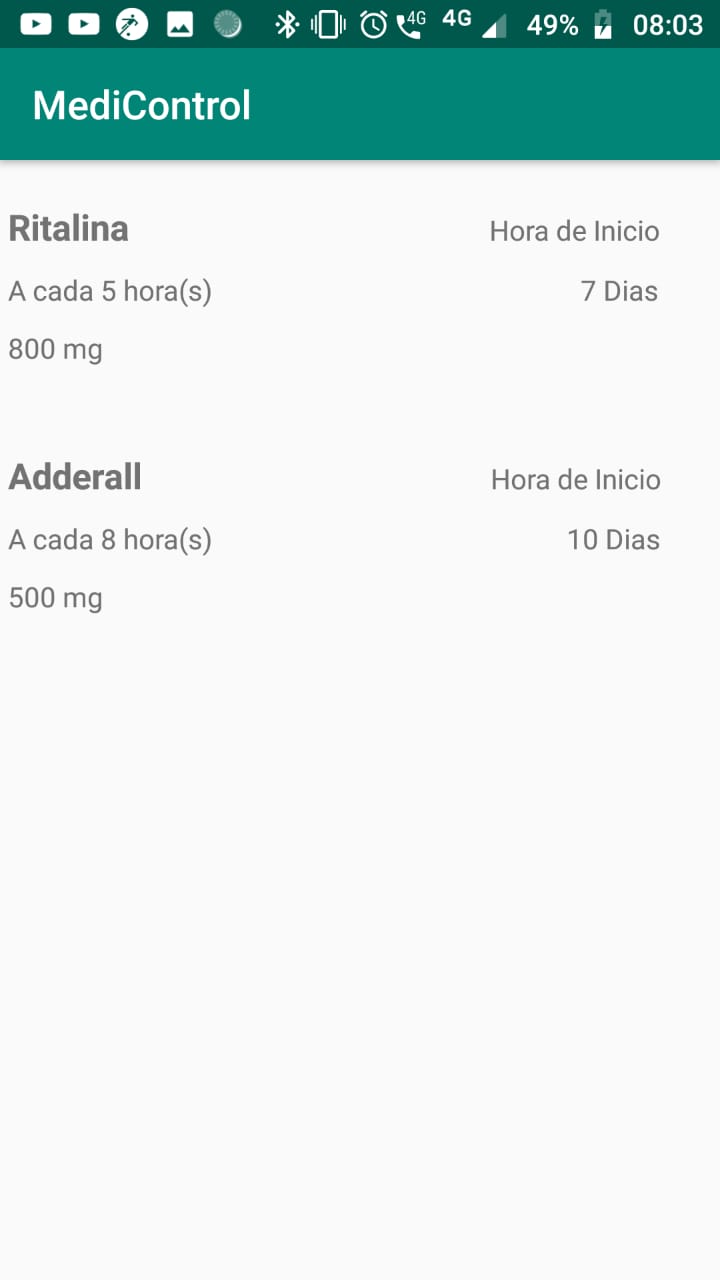 4G 4G 49% 08:03
MediControl
Ritalina Hora de Inicio
A cada 5 hora(s) 7 Dias
800 mg
Adderall Hora de Inicio
A cada 8 hora(s) 10 Dias
500 mg